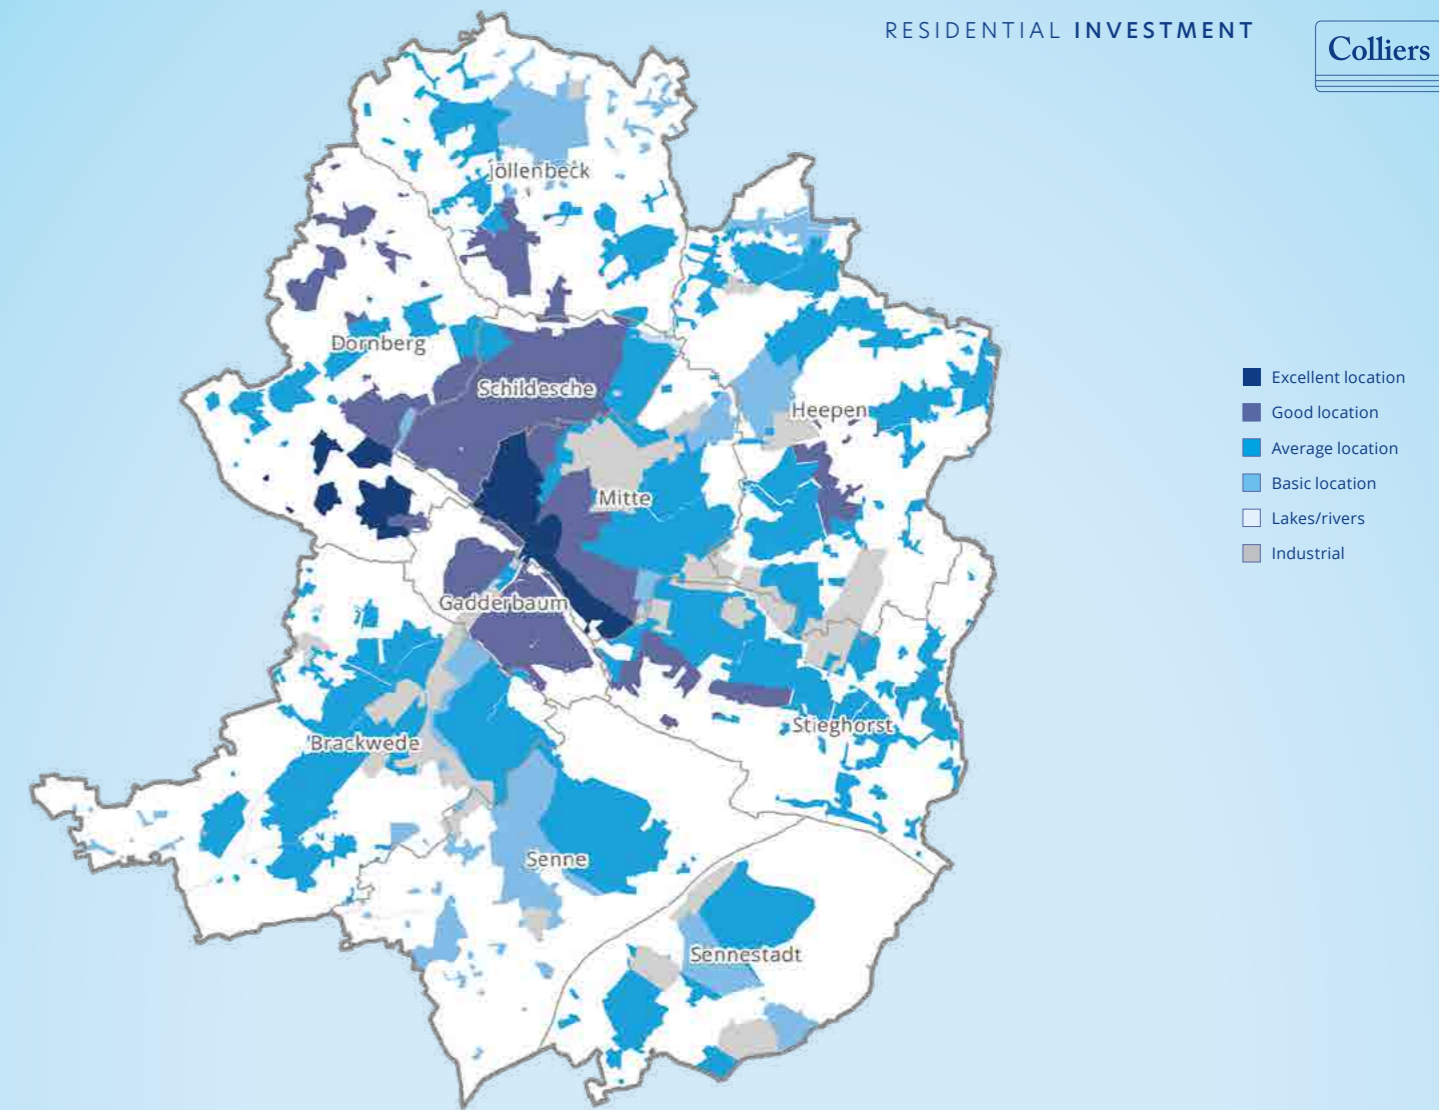 RESIDENTIAL INVESTMENT
Colliers
Jöllenbeck
Dornberg
Schildesche
Heepen
Mitte
Gadderbaum
Stieghorst
Brackwede
Senne
Sennestadt
Excellent location
Good location
Average location
Basic location
Lakes/rivers
Industrial